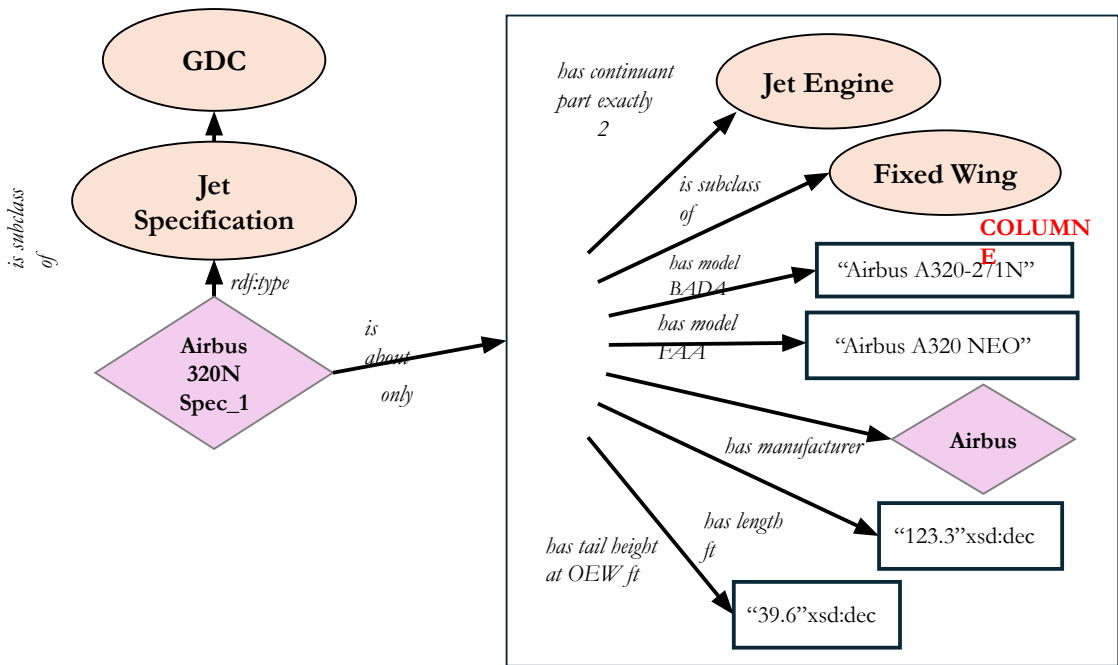 GDC
Jet
Specification
is subclass
of
rdf:type
Airbus
320N
Spec_1
is
about
only
has continuant
part exactly
2
Jet Engine
is subclass
of
Fixed Wing
COLUMN
E
has model
BADA
“Airbus A320-271N”
has model
FAA
“Airbus A320 NEO”
has manufacturer
Airbus
has length
ft
“123.3”xsd:dec
has tail height
at OEW ft
“39.6”xsd:dec